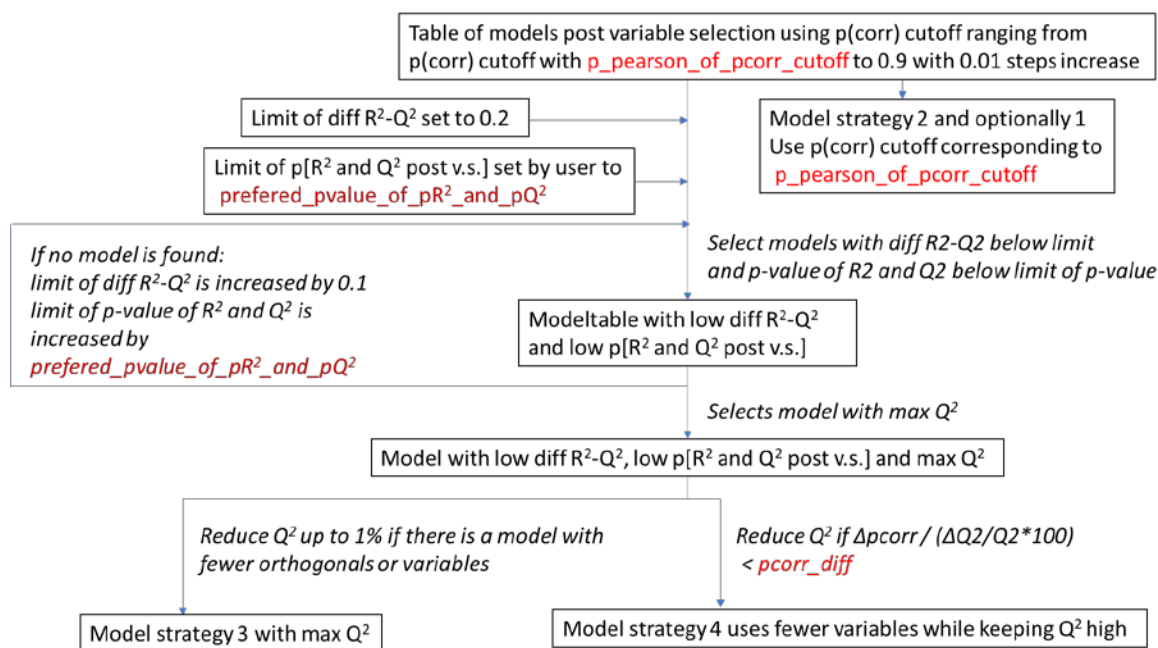 Table of models post variable selection using p(corr) cutoff ranging from
p(corr) cutoff with p_pearson_of_pcorr_cutoff to 0.9 with 0.01 steps increase
Limit of diff R²-Q² set to 0.2
Model strategy 2 and optionally 1
Use p(corr) cutoff corresponding to
p_pearson_of_pcorr_cutoff
Limit of p[R² and Q² post v.s.] set by user to
prefered_pvalue_of_pR²_and_pQ²
If no model is found:
limit of diff R²-Q² is increased by 0.1
limit of p-value of R² and Q² is
increased by
prefered_pvalue_of_pR²_and_pQ²
Select models with diff R2-Q2 below limit
and p-value of R2 and Q2 below limit of p-value
Modeltable with low diff R²-Q²
and low p[R² and Q² post v.s.]
Selects model with max Q²
Model with low diff R²-Q², low p[R² and Q² post v.s.] and max Q²
Reduce Q² up to 1% if there is a model with
fewer orthogonals or variables
Reduce Q² if Δpcorr / (ΔQ2/Q2*100)
< pcorr_diff
Model strategy 3 with max Q²
Model strategy 4 uses fewer variables while keeping Q² high